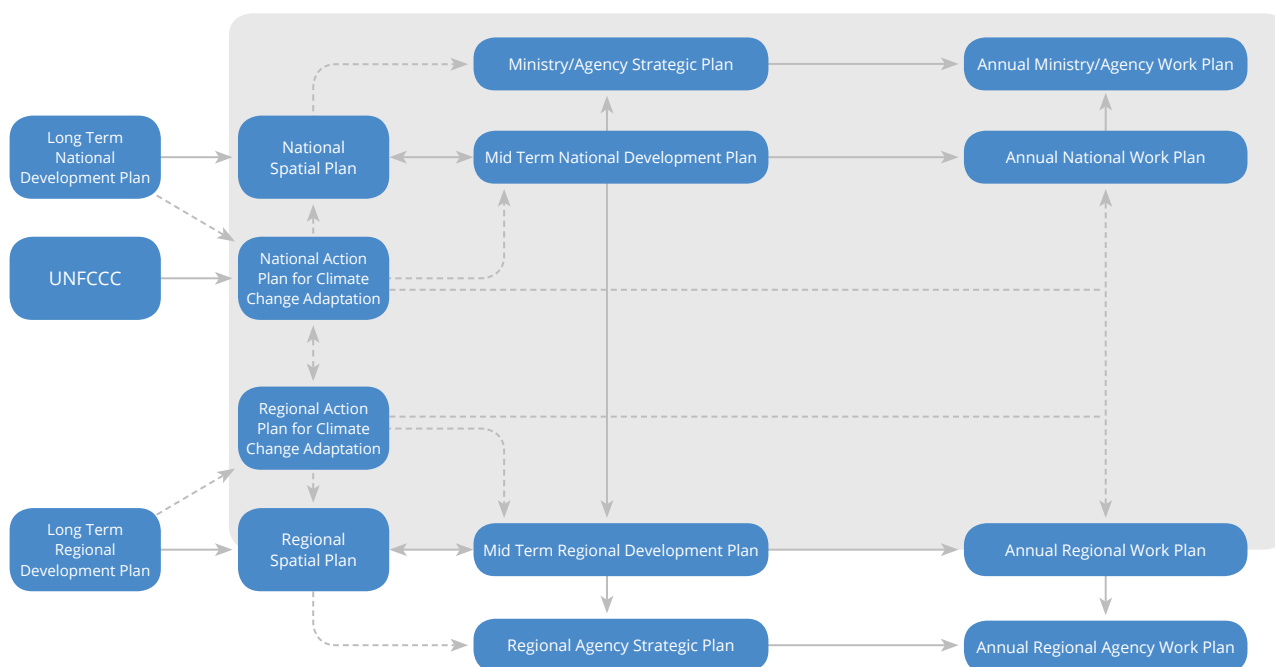 Ministry/Agency Strategic Plan
Annual Ministry/Agency Work Plan
Long Term
National
Development Plan
National
Spatial Plan
Mid Term National Development Plan
Annual National Work Plan
UNFCCC
National Action
Plan for Climate
Change Adaptation
Regional Action
Plan for Climate
Change Adaptation
Long Term
Regional
Development Plan
Regional
Spatial Plan
Mid Term Regional Development Plan
Annual Regional Work Plan
Regional Agency Strategic Plan
Annual Regional Agency Work Plan